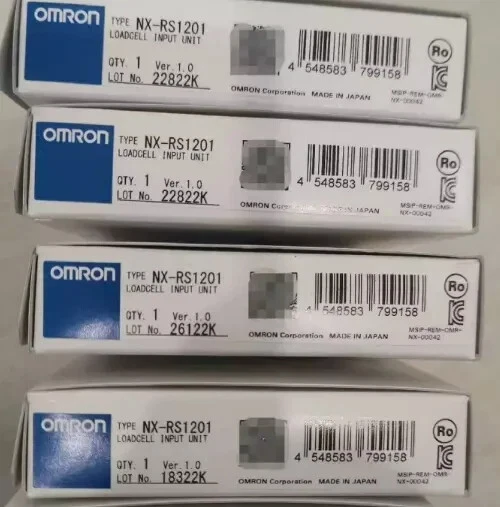 OMRON
TYPE NX-RS1201
LOADCELL INPUT UNIT
QTY. 1 Ver. 1.0
LOT No. 22822K
4 548583 799158
OMRON Corporation MADE IN JAPAN
Ro
MSIP-REM-OMR-
NX-00042
OMRON
TYPE NX-RS1201
LOADCELL INPUT UNIT
QTY. 1 Ver. 1.0
LOT No. 22822K
4 548583 799158
OMRON Corporation MADE IN JAPAN
Ro
MSIP-REM-OMR-
NX-00042
OMRON
TYPE NX-RS1201
LOADCELL INPUT UNIT
QTY. 1 Ver. 1.0
LOT No. 26122K
4 548583 799158
OMRON Corporation MADE IN JAPAN
Ro
MSIP-REM-OMR-
NX-00042
OMRON
TYPE NX-RS1201
LOADCELL INPUT UNIT
QTY. 1 Ver. 1.0
LOT No. 18322K
4 548583 799158
OMRON Corporation MADE IN JAPAN
Ro
MSIP-REM-OMR-
NX-00042